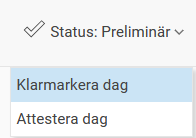 Status: Preliminär
Klarmarkera dag
Attestera dag